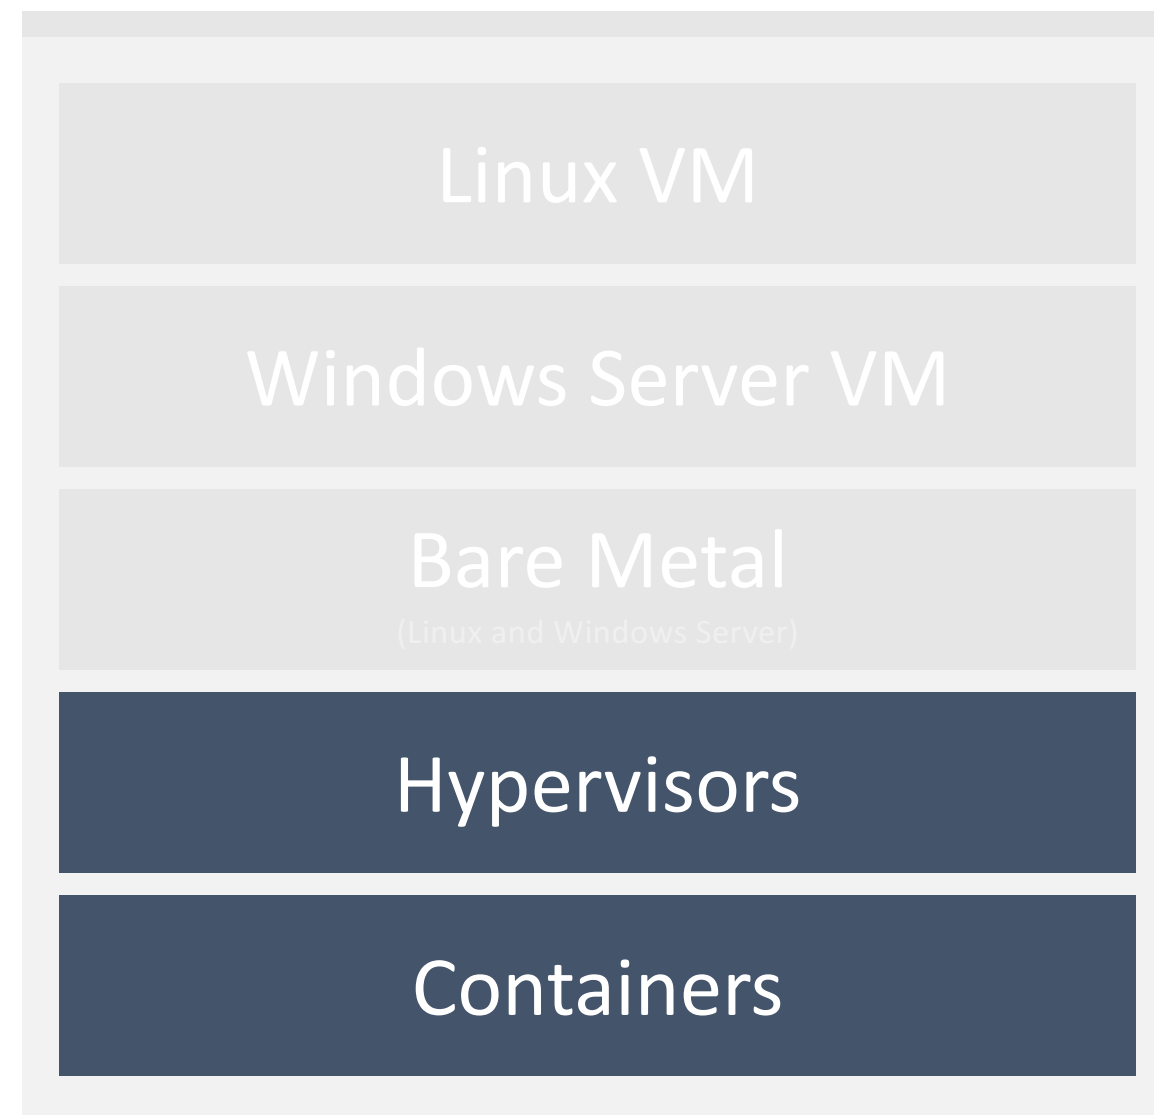 Linux VM
Windows Server VM
Bare Metal
(Linux and Windows Server)
Hypervisors
Containers